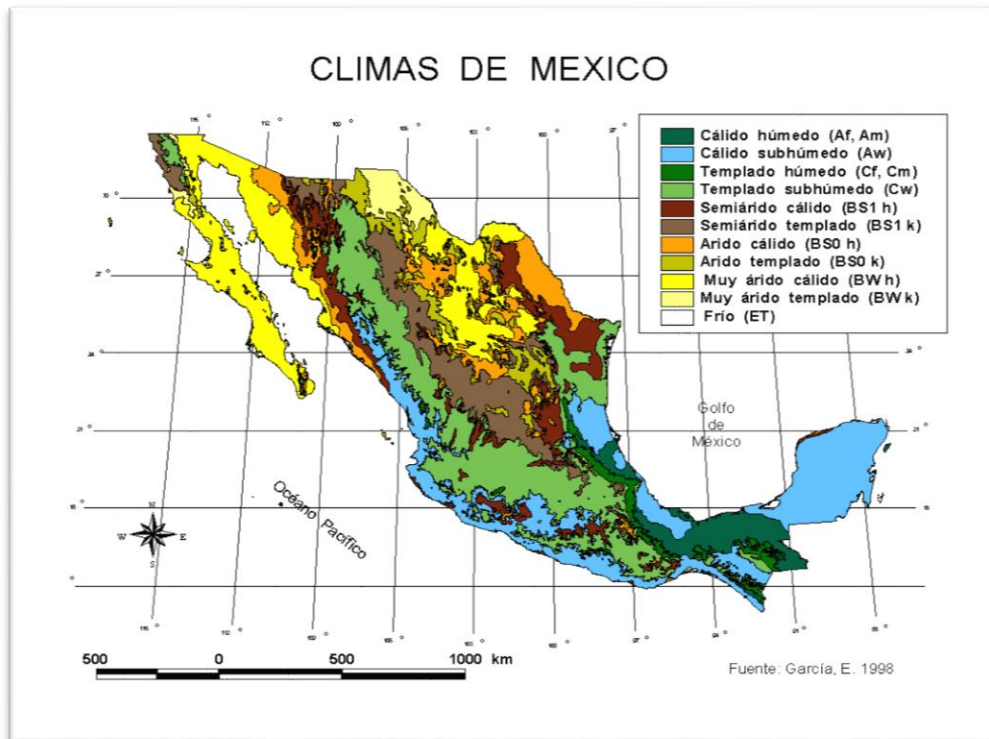 CLIMAS DE MEXICO
Cálido húmedo (Af, Am)
Cálido subhúmedo (Aw)
Templado húmedo (Cf, Cm)
Templado subhúmedo (Cw)
Semiárido cálido (BS1 h)
Semiárido templado (BS1 k)
Arido cálido (BS0 h)
Arido templado (BS0 k)
Muy árido cálido (BW h)
Muy árido templado (BW k)
Frío (ET)
Golfo
de
México
Océano Pacífico
N
W E
S
500 0 500 1000 km
Fuente: García, E. 1998